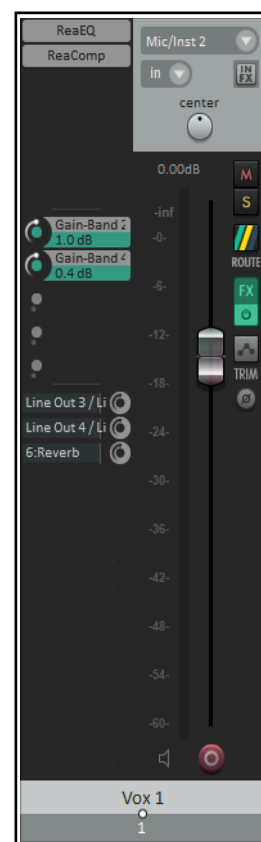 ReaEQ
ReaComp
Mic/Inst 2
in
IN
FX
center
0.00dB
M
S
ROUTE
FX
TRIM
-inf
-0-
-6-
-12-
-18-
-24-
-30-
-36-
-42-
-48-
-54-
-60-
Gain-Band 2
1.0 dB
Gain-Band 4
0.4 dB
Line Out 3 / Li
Line Out 4 / Li
6:Reverb
Vox 1
1